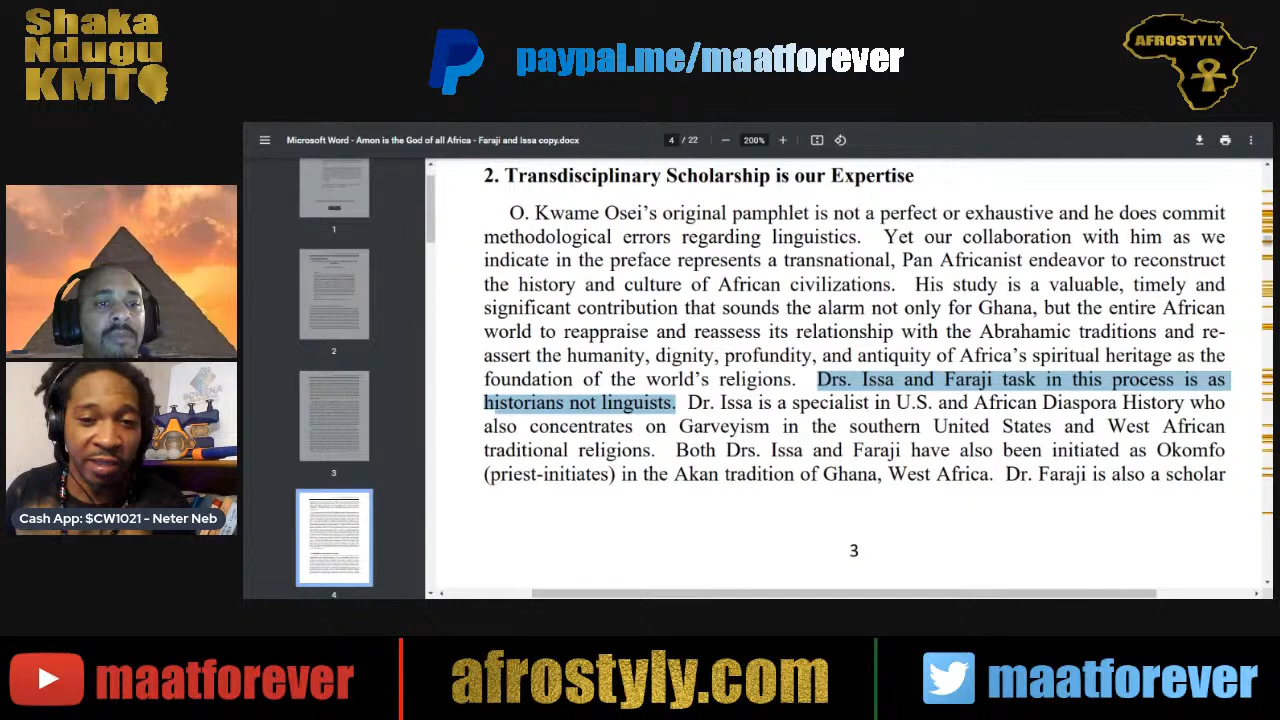 Shaka
Ndugu
KMT
paypal.me/maatforever
AFROSTYLY
Microsoft Word - Amon is the God of all Africa - Faraji and Issa copy.docx
4 / 22
200%
1
2
3
4
2. Transdisciplinary Scholarship is our Expertise
O. Kwame Osei's original pamphlet is not a perfect or exhaustive and he does commit
methodological errors regarding linguistics. Yet our collaboration with him as we
indicate in the preface represents a transnational, Pan Africanist endeavor to reconstruct
the history and culture of African civilizations. His study is a valuable, timely and
significant contribution that sounds the alarm not only for Ghana, but the entire African
world to reappraise and reassess its relationship with the Abrahamic traditions and re-
assert the humanity, dignity, profundity, and antiquity of Africa's spiritual heritage as the
foundation of the world's religions. Drs. Issa and Faraji task in this process is as
historians not linguists. Dr. Issa is a specialist in U.S. and African Diaspora History who
also concentrates on Garveyism in the southern United States and West African
traditional religions. Both Drs. Issa and Faraji have also been initiated as Okomfo
(priest-initiates) in the Akan tradition of Ghana, West Africa. Dr. Faraji is also a scholar
3
Cash App: $CW1021 - Neter Neb
maatforever
afrostyly.com
maatforever